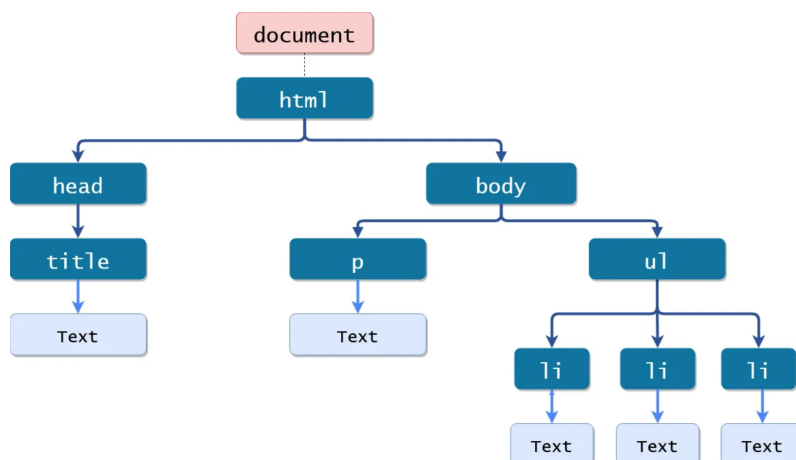 document
html
head
body
title
p
ul
Text
Text
li
li
li
Text
Text
Text